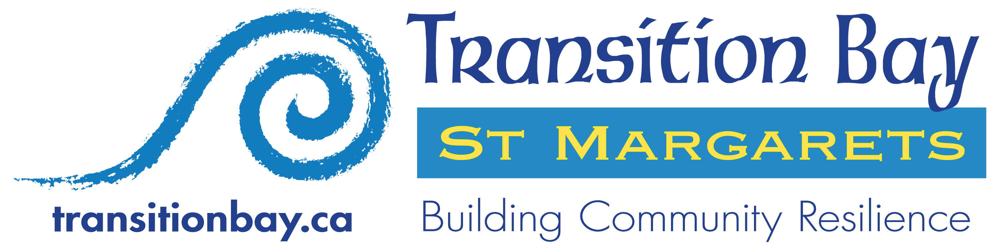 Transition Bay
St Margarets
Building Community Resilience
transitionbay.ca